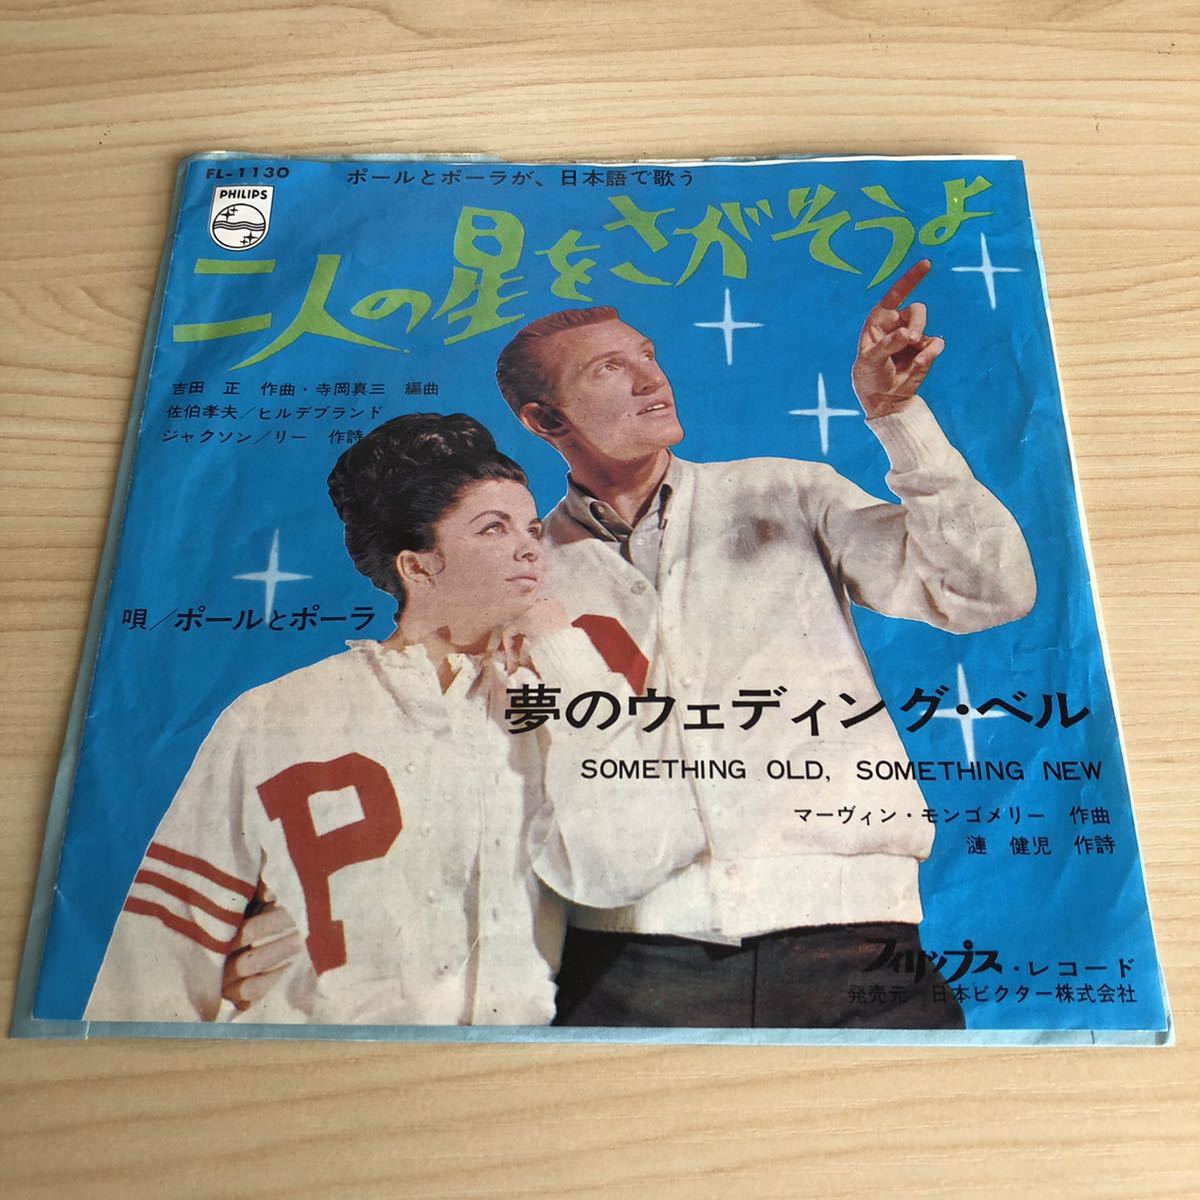 FL-1130
ポールとポーラが、日本語で歌う
PHILIPS
二人の星をさがそうよ
吉田 正 作曲・寺岡真三 編曲
佐伯孝夫/ヒルデブランド
ジャクソン/リー 作詩
唄/ポールとポーラ
P
夢のウェディング・ベル
SOMETHING OLD, SOMETHING NEW
マーヴィン・モンゴメリー 作曲
漣 健児 作詩
フィリップス・レコード
発売元 日本ビクター株式会社